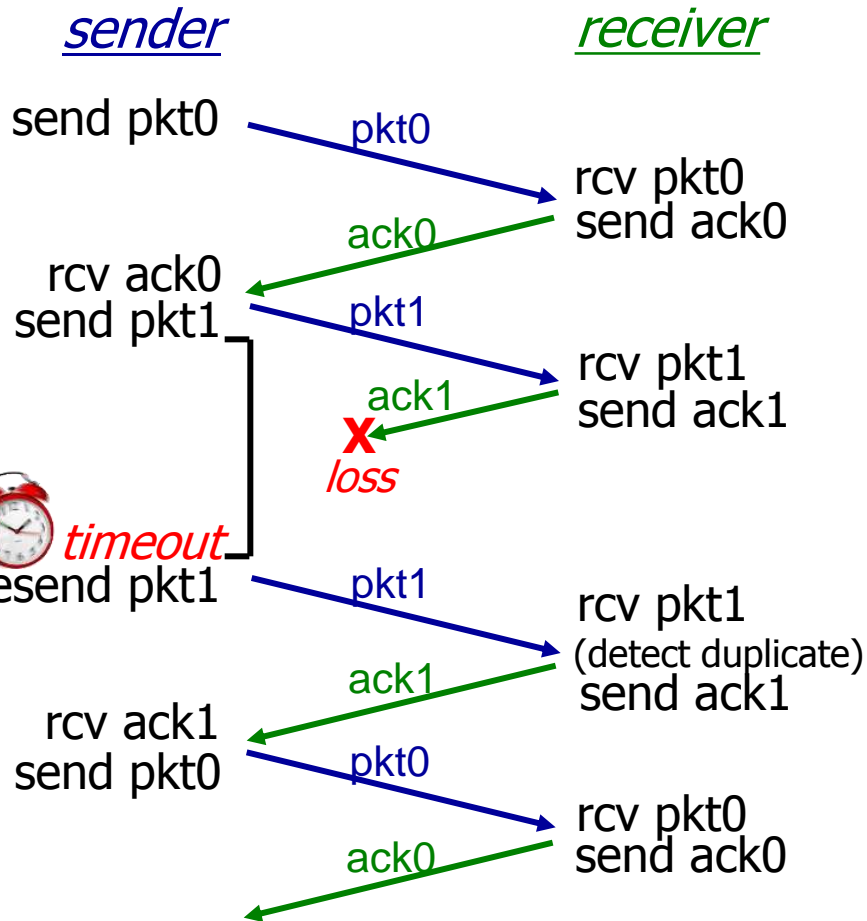 sender
receiver
send pkt0
pkt0
rcv pkt0
send ack0
ack0
rcv ack0
send pkt1
pkt1
rcv pkt1
send ack1
ack1
X
loss
timeout
esend pkt1
pkt1
rcv pkt1
(detect duplicate)
send ack1
ack1
rcv ack1
send pkt0
pkt0
rcv pkt0
send ack0
ack0